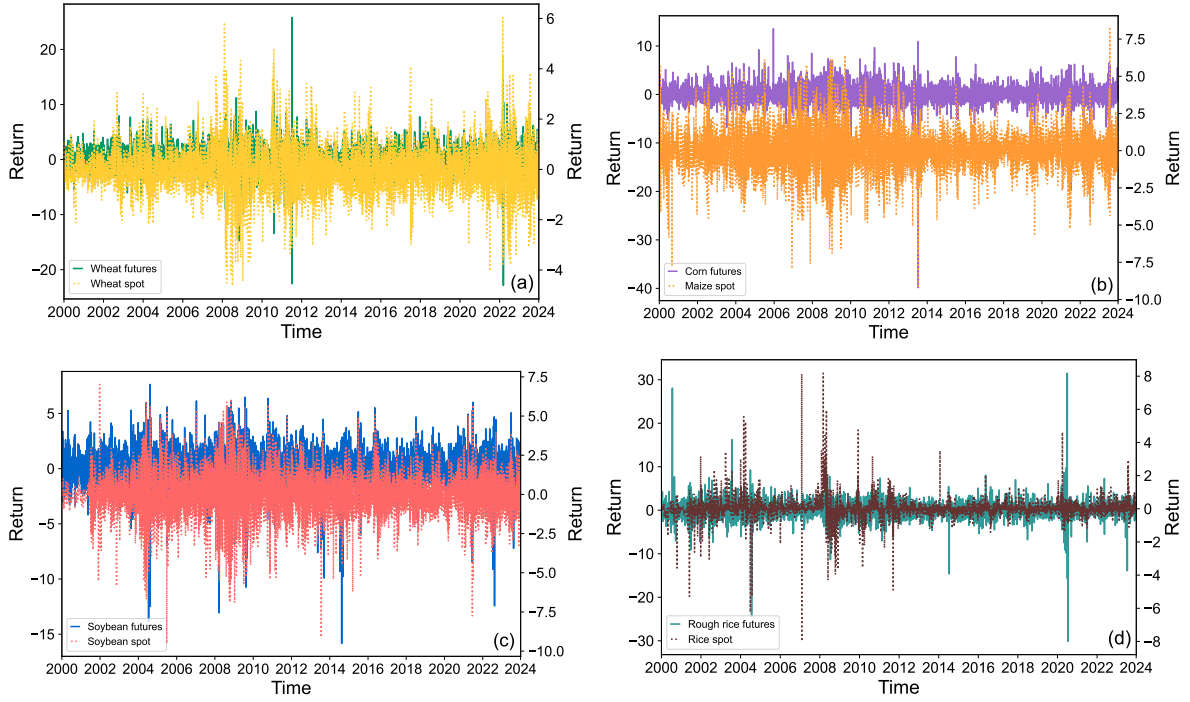 20
10
0
−10
−20
6
4
2
0
−2
−4
Return
Return
Wheat futures
Wheat spot
(a)
2000 2002 2004 2006 2008 2010 2012 2014 2016 2018 2020 2022 2024
Time
10
0
−10
−20
−30
−40
7.5
5.0
2.5
0.0
−2.5
−5.0
−7.5
−10.0
Return
Return
Corn futures
Maize spot
(b)
2000 2002 2004 2006 2008 2010 2012 2014 2016 2018 2020 2022 2024
Time
5
0
−5
−10
−15
7.5
5.0
2.5
0.0
−2.5
−5.0
−7.5
−10.0
Return
Return
Soybean futures
Soybean spot
(c)
2000 2002 2004 2006 2008 2010 2012 2014 2016 2018 2020 2022 2024
Time
30
20
10
0
−10
−20
−30
8
6
4
2
0
−2
−4
−6
−8
Return
Return
Rough rice futures
Rice spot
(d)
2000 2002 2004 2006 2008 2010 2012 2014 2016 2018 2020 2022 2024
Time